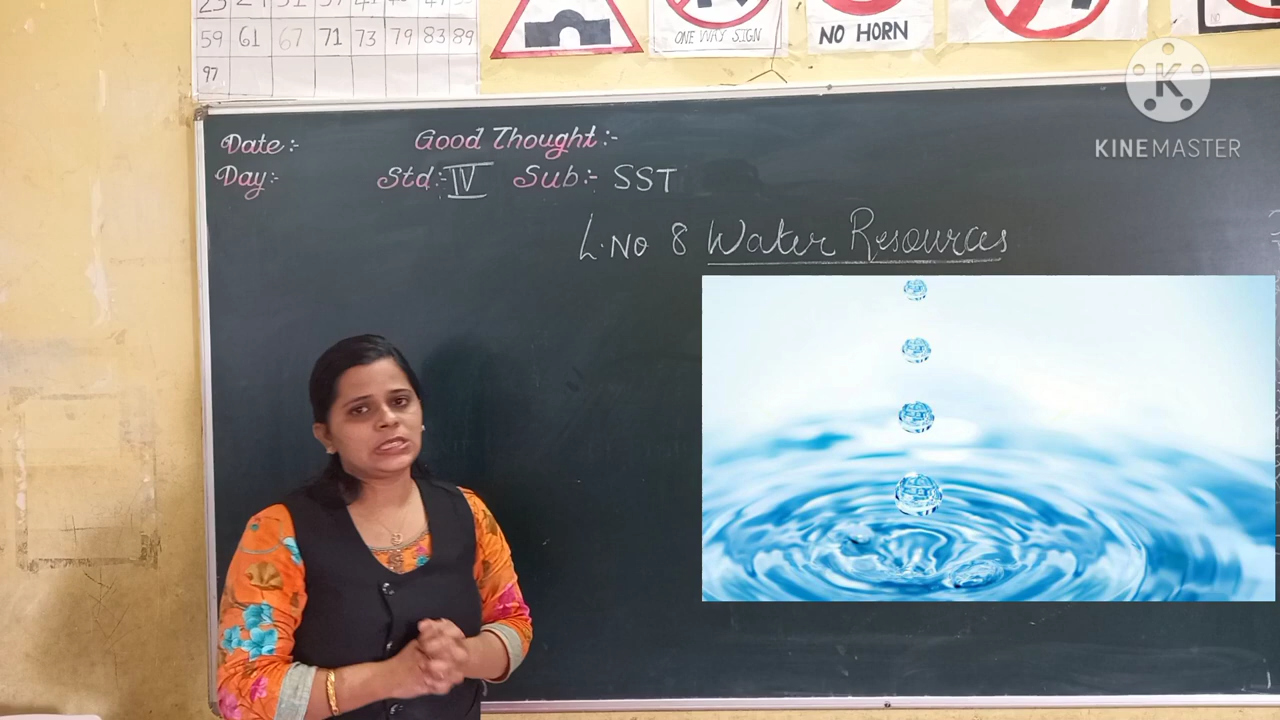 59 61 67 71 73 79 83 89
97
ONE WAY SIGN
NO HORN
K
KINEMASTER
Date:- Good Thought:-
Day:- Std:- IV Sub:- SST
L.No 8 Water Resources